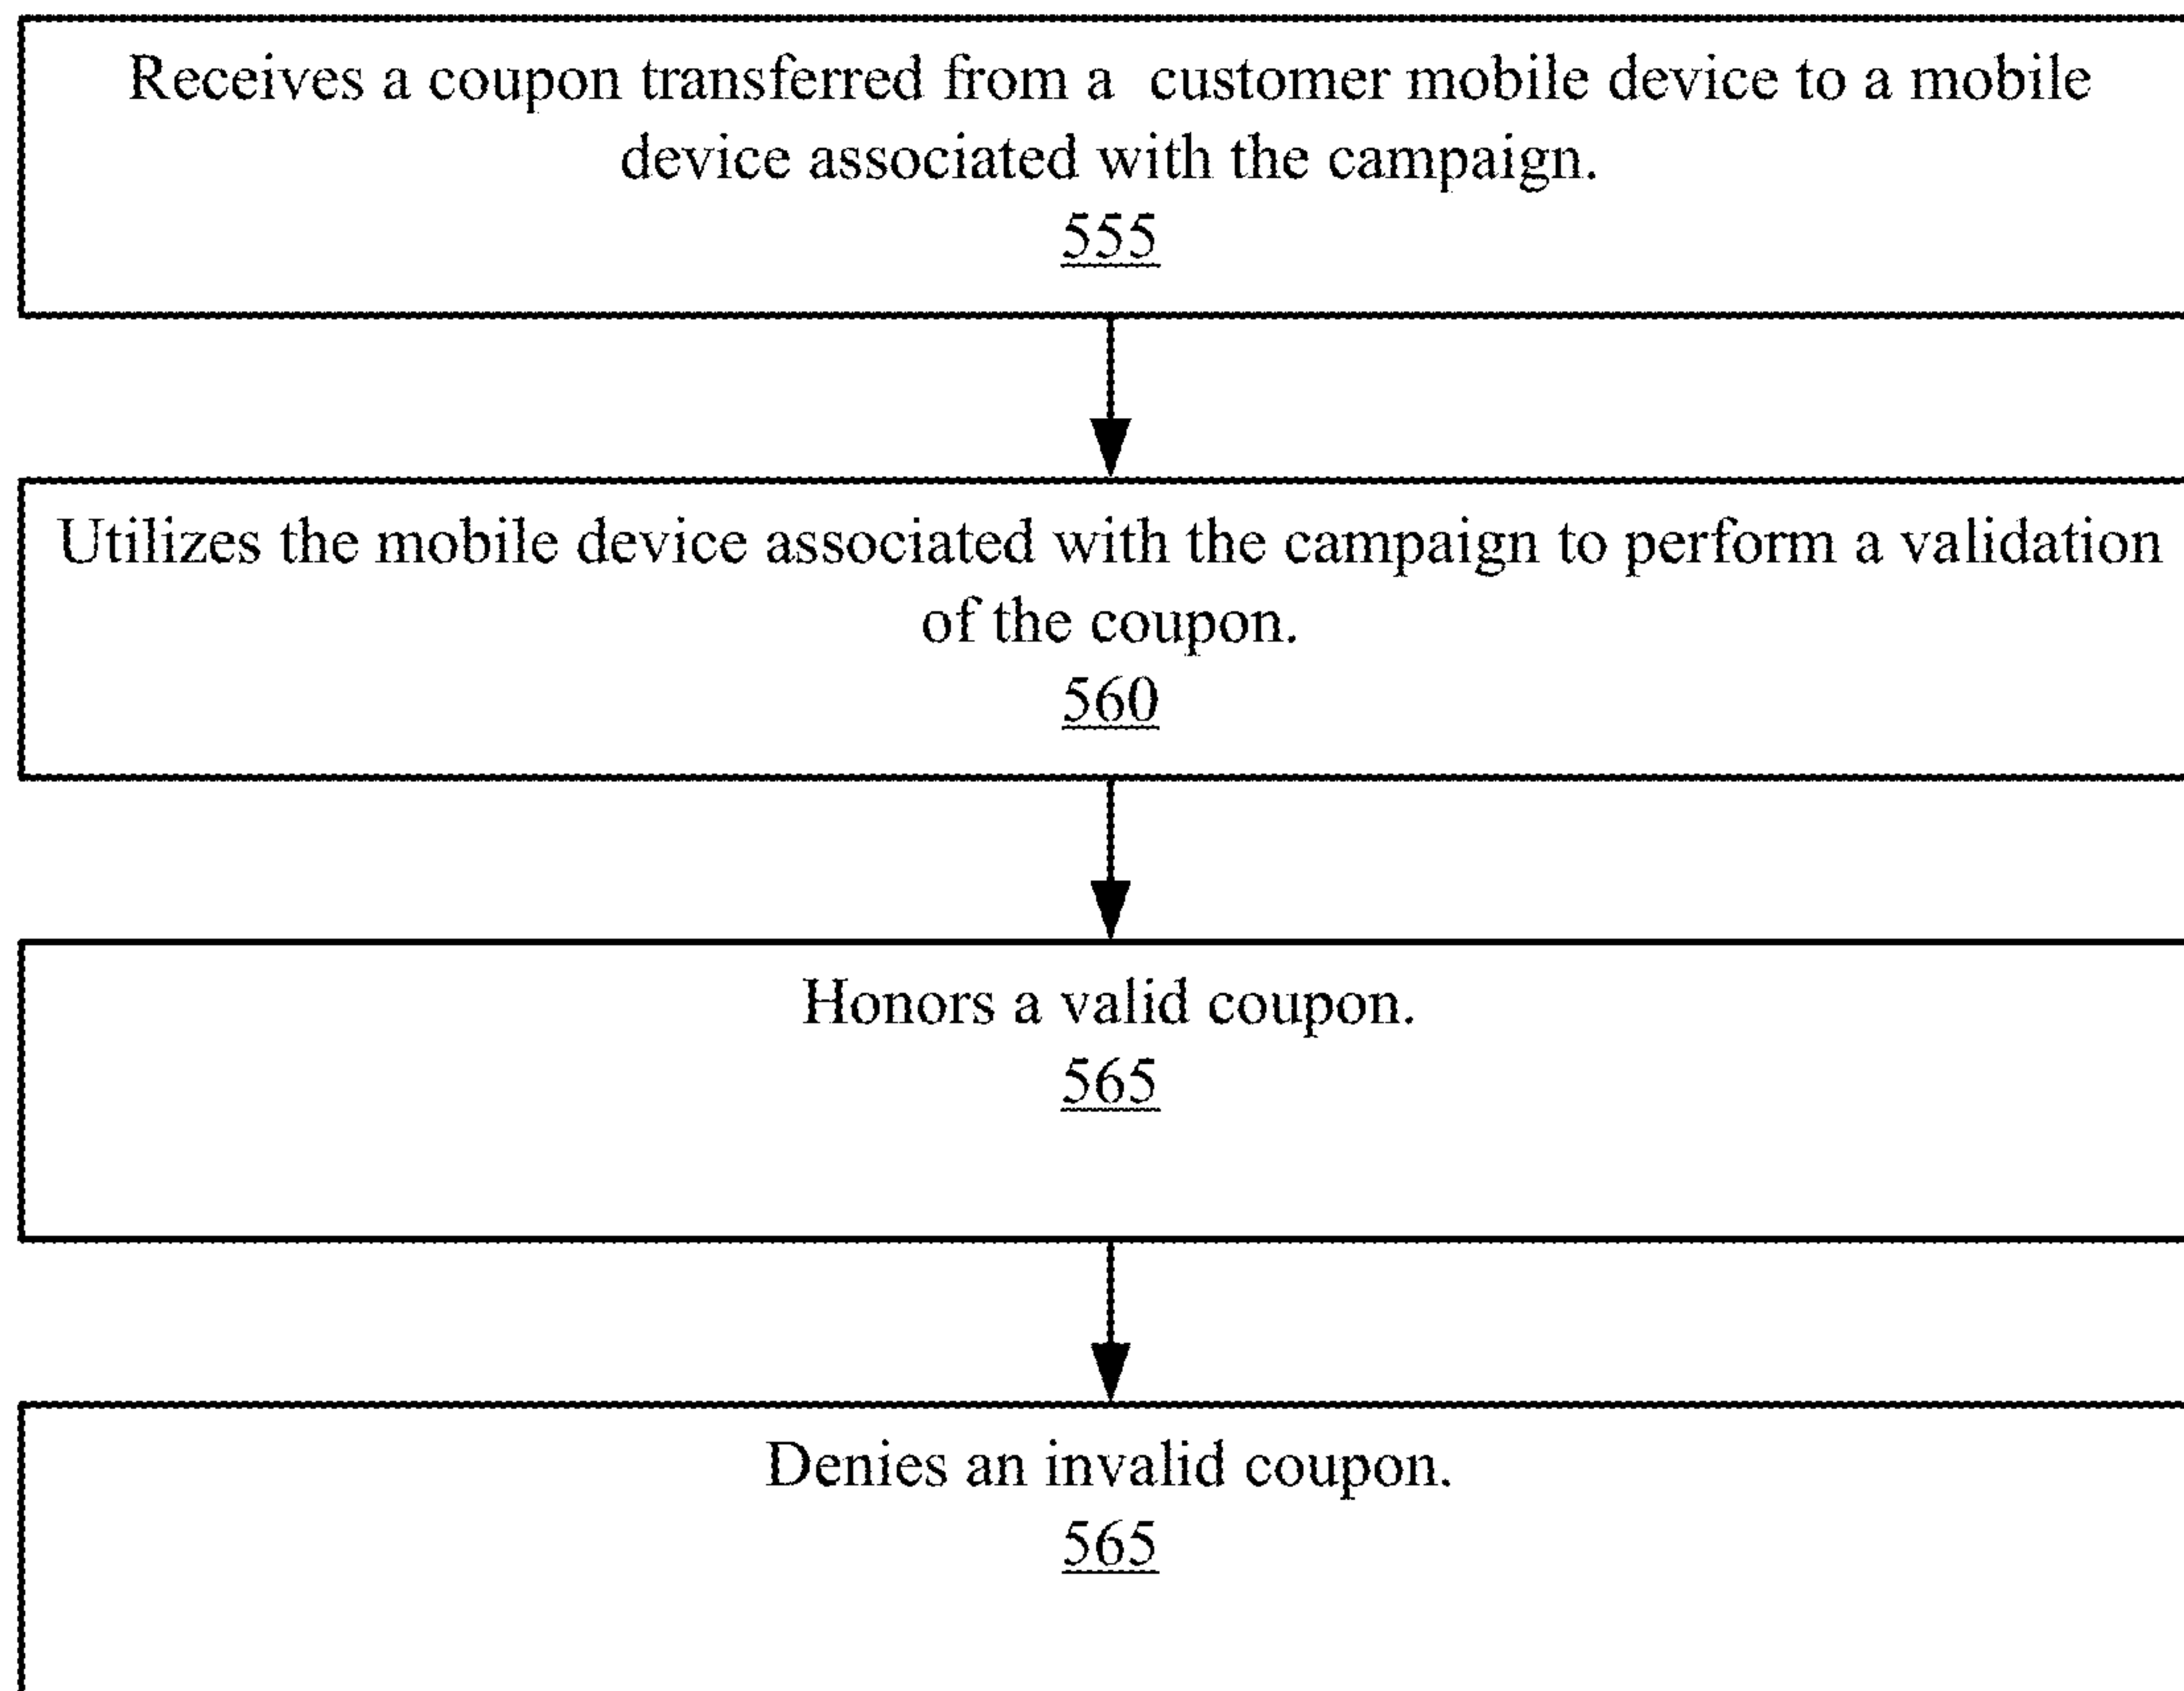 Receives a coupon transferred from a customer mobile device to a mobile
device associated with the campaign.
555
Utilizes the mobile device associated with the campaign to perform a validation
of the coupon.
560
Honors a valid coupon.
565
Denies an invalid coupon.
565